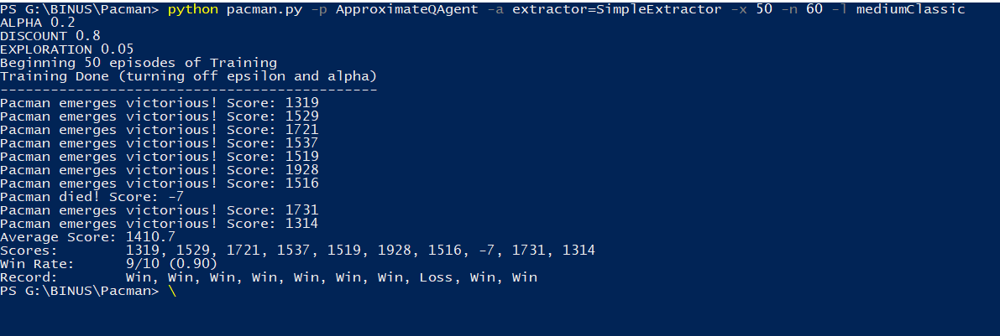 PS G:\BINUS\Pacman> python pacman.py -p ApproximateQAgent -a extractor=SimpleExtractor -x 50 -n 60 -l mediumClassic
ALPHA 0.2
DISCOUNT 0.8
EXPLORATION 0.05
Beginning 50 episodes of Training
Training Done (turning off epsilon and alpha)
---------------------------------------------
Pacman emerges victorious! Score: 1319
Pacman emerges victorious! Score: 1529
Pacman emerges victorious! Score: 1721
Pacman emerges victorious! Score: 1537
Pacman emerges victorious! Score: 1519
Pacman emerges victorious! Score: 1928
Pacman emerges victorious! Score: 1516
Pacman died! Score: -7
Pacman emerges victorious! Score: 1731
Pacman emerges victorious! Score: 1314
Average Score: 1410.7
Scores:        1319, 1529, 1721, 1537, 1519, 1928, 1516, -7, 1731, 1314
Win Rate:      9/10 (0.90)
Record:        Win, Win, Win, Win, Win, Win, Win, Loss, Win, Win
PS G:\BINUS\Pacman> \